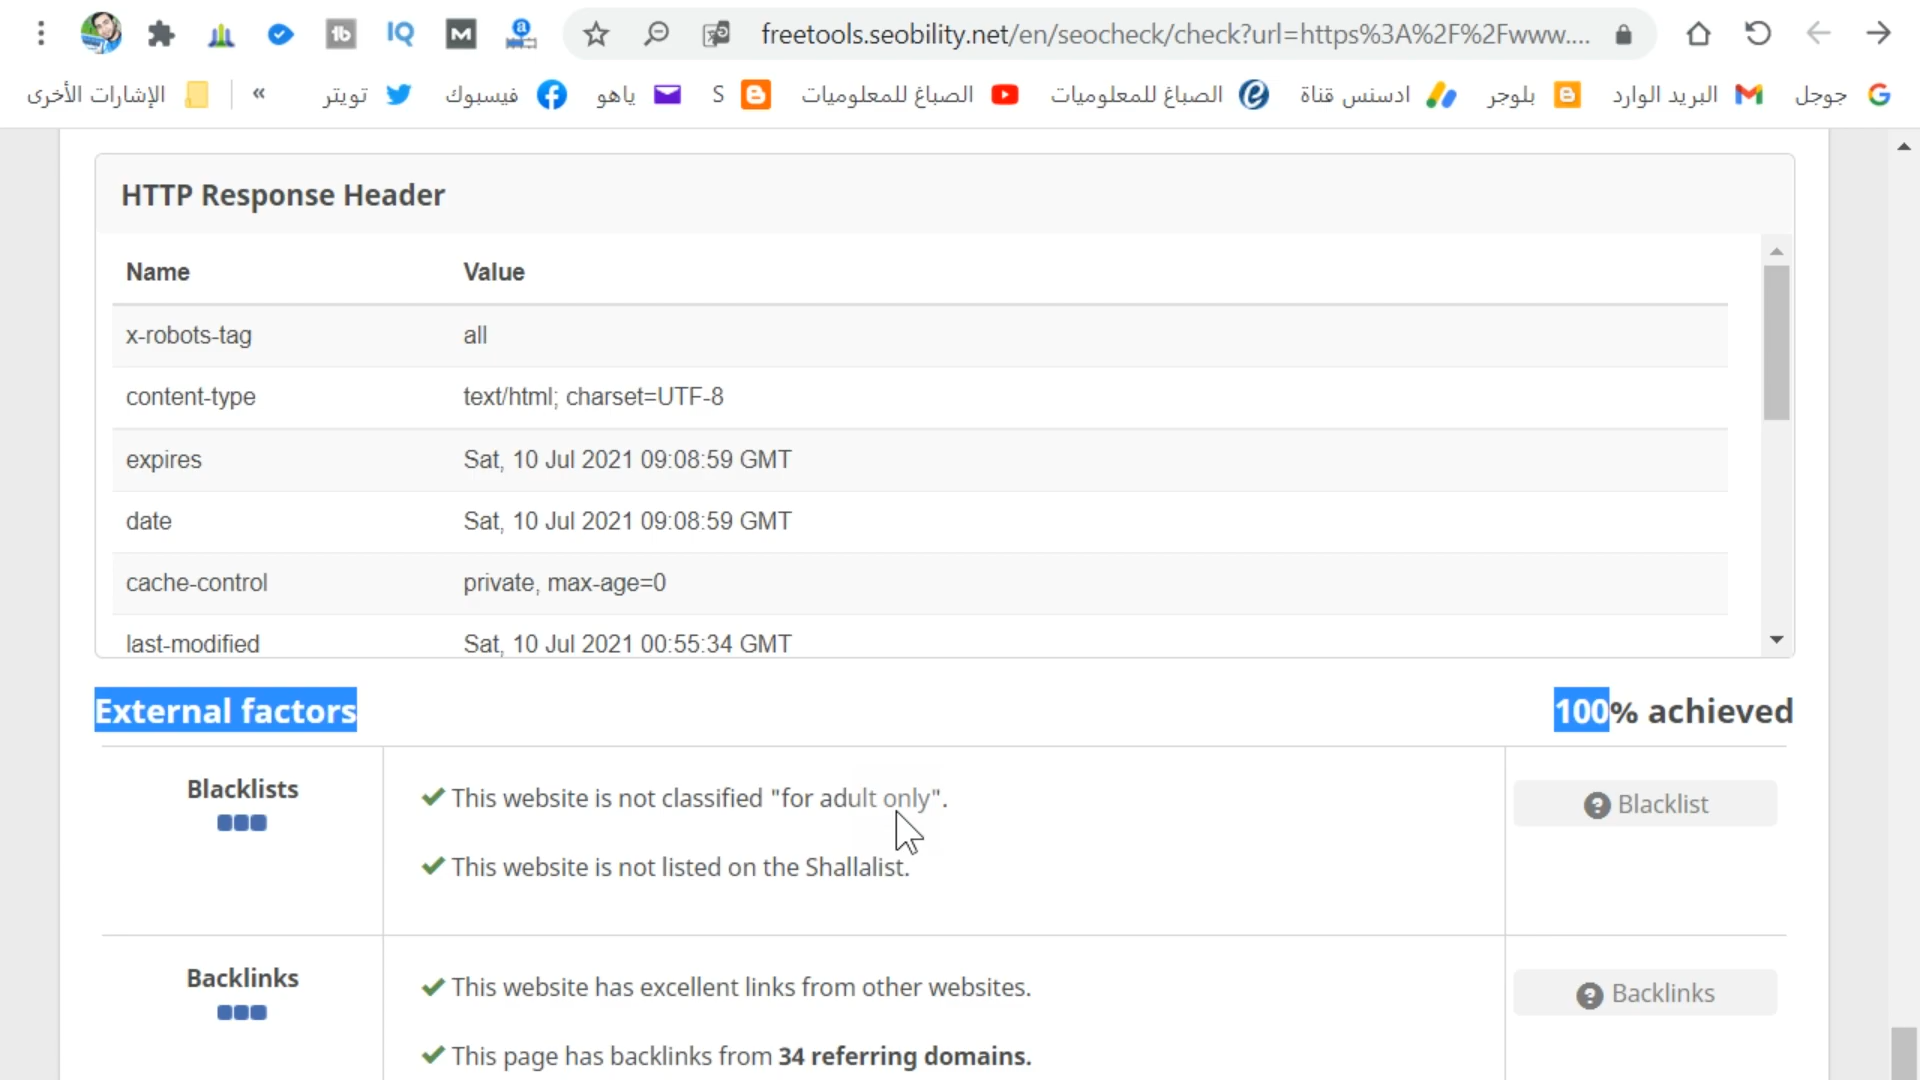 freetools.seobility.net/en/seocheck/check?url=https%3A%2F%2Fwww....
جوجل
البريد الوارد
بلوجر
ادسنس قناة
الصباغ للمعلوميات
الصباغ للمعلوميات
S
ياهو
فيسبوك
تويتر
«
الإشارات الأخرى
HTTP Response Header
Name Value
x-robots-tag all
content-type text/html; charset=UTF-8
expires Sat, 10 Jul 2021 09:08:59 GMT
date Sat, 10 Jul 2021 09:08:59 GMT
cache-control private, max-age=0
last-modified Sat, 10 Jul 2021 00:55:34 GMT
External factors 100% achieved
Blacklists
This website is not classified "for adult only".
This website is not listed on the Shallalist.
Blacklist
Backlinks
This website has excellent links from other websites.
This page has backlinks from 34 referring domains.
Backlinks